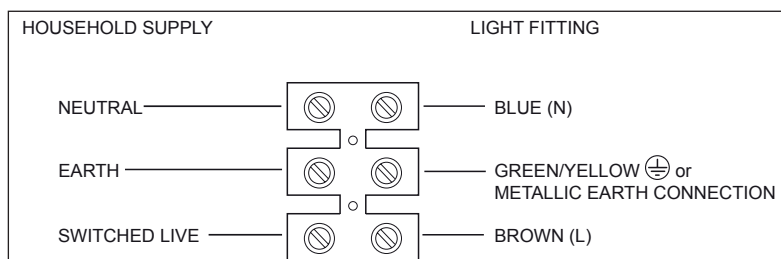 HOUSEHOLD SUPPLY LIGHT FITTING
NEUTRAL BLUE (N)
EARTH GREEN/YELLOW ⏚ or
METALLIC EARTH CONNECTION
SWITCHED LIVE BROWN (L)